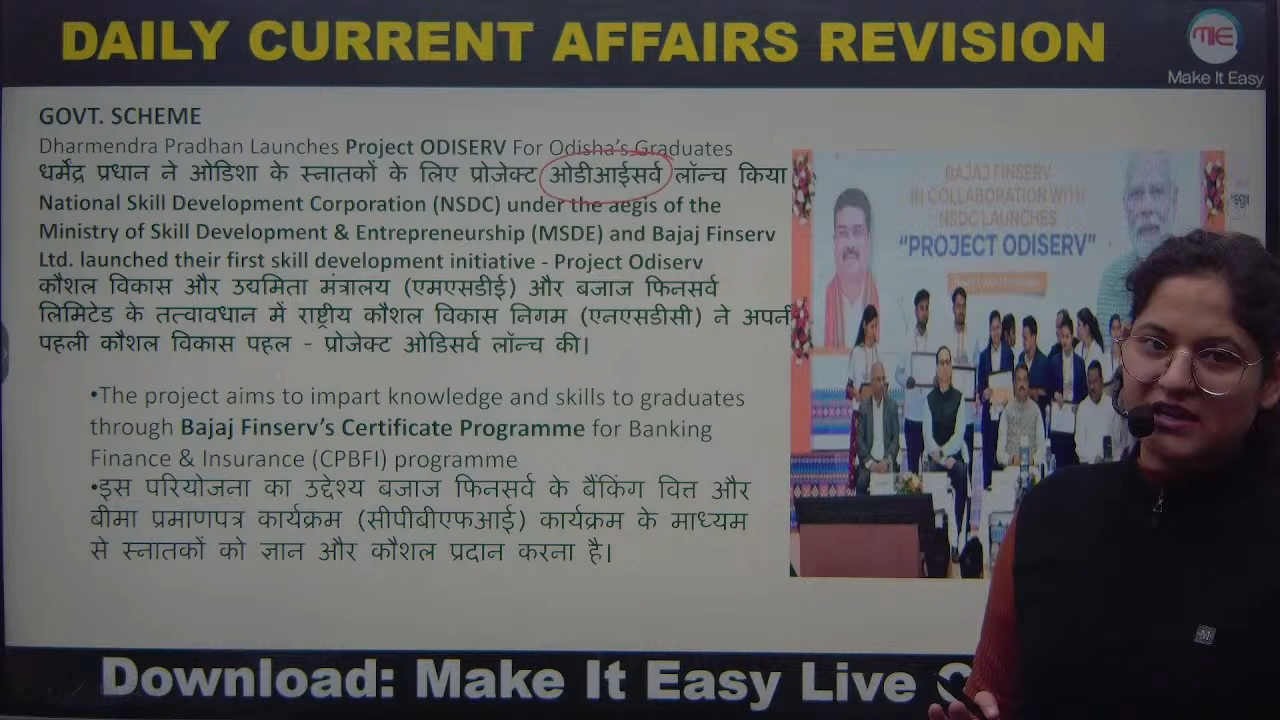 DAILY CURRENT AFFAIRS REVISION
MIE
Make It Easy
GOVT. SCHEME
Dharmendra Pradhan Launches Project ODISERV For Odisha's Graduates
धर्मेंद्र प्रधान ने ओडिशा के स्नातकों के लिए प्रोजेक्ट ओडीआईसर्व लॉन्च किया
National Skill Development Corporation (NSDC) under the aegis of the
Ministry of Skill Development & Entrepreneurship (MSDE) and Bajaj Finserv
Ltd. launched their first skill development initiative - Project Odiserv
कौशल विकास और उद्यमिता मंत्रालय (एमएसडीई) और बजाज फिनसर्व
लिमिटेड के तत्वावधान में राष्ट्रीय कौशल विकास निगम (एनएसडीसी) ने अपनी
पहली कौशल विकास पहल - प्रोजेक्ट ओडिसर्व लॉन्च की।
•The project aims to impart knowledge and skills to graduates
through Bajaj Finserv's Certificate Programme for Banking
Finance & Insurance (CPBFI) programme
•इस परियोजना का उद्देश्य बजाज फिनसर्व के बैंकिंग वित्त और
बीमा प्रमाणपत्र कार्यक्रम (सीपीबीएफआई) कार्यक्रम के माध्यम
से स्नातकों को ज्ञान और कौशल प्रदान करना है।
BAJAJ FINSERV
IN COLLABORATION WITH
NSDC LAUNCHES
"PROJECT ODISERV"
Download: Make It Easy Live